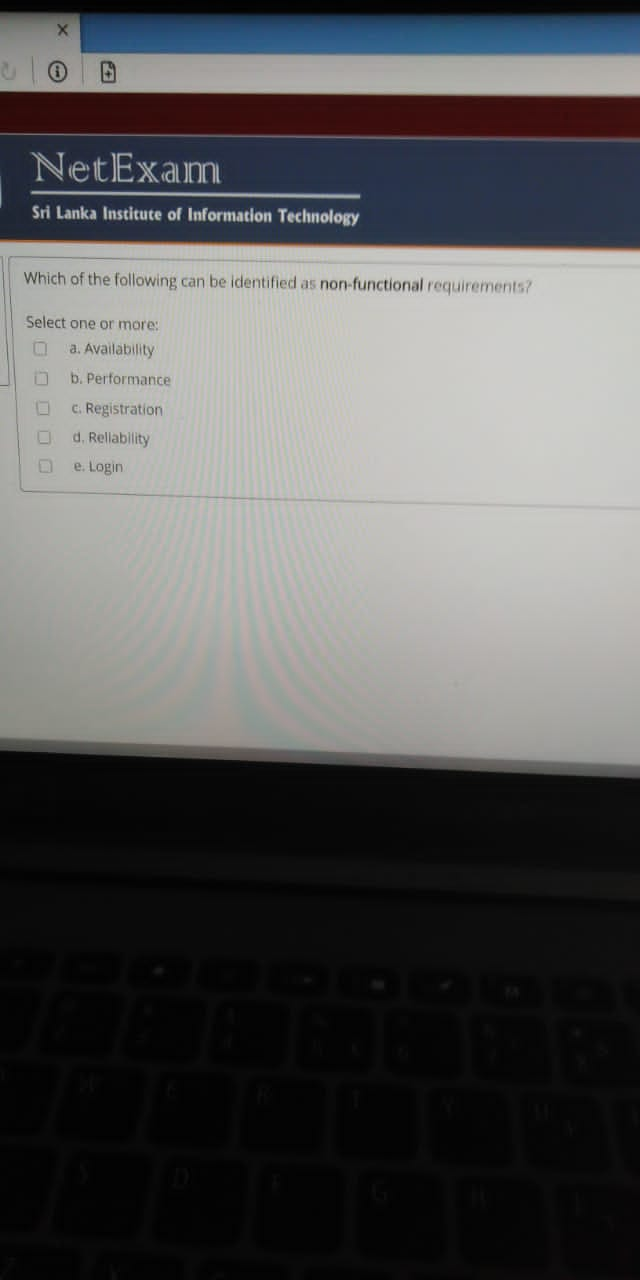 NetExam
Sri Lanka Institute of Information Technology
Which of the following can be identified as non-functional requirements?
Select one or more:
a. Availability
b. Performance
c. Registration
d. Reliability
e. Login
R
T
D
G